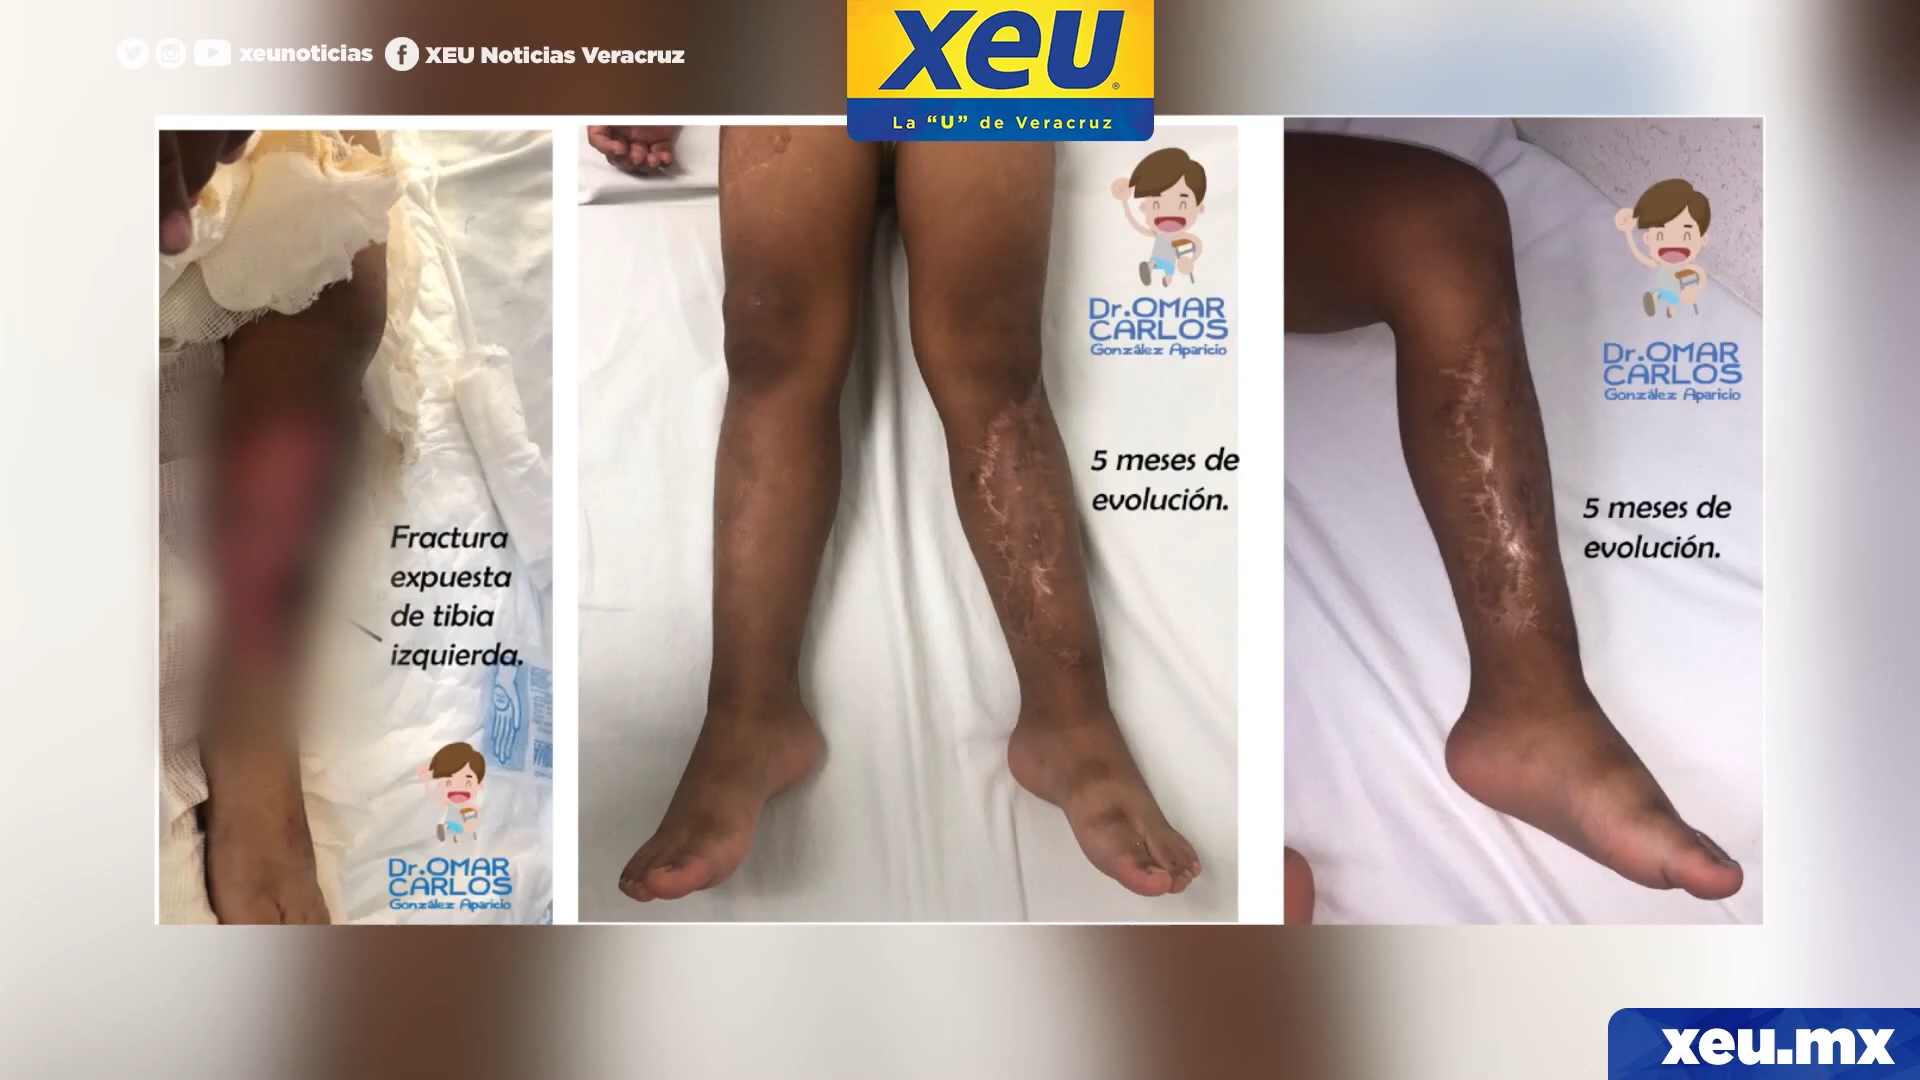 xeunoticias XEU Noticias Veracruz
xeu
La “U” de Veracruz
Fractura
expuesta
de tibia
izquierda.
Dr.OMAR
CARLOS
González Aparicio
Dr.OMAR
CARLOS
González Aparicio
5 meses de
evolución.
Dr.OMAR
CARLOS
González Aparicio
5 meses de
evolución.
xeu.mx